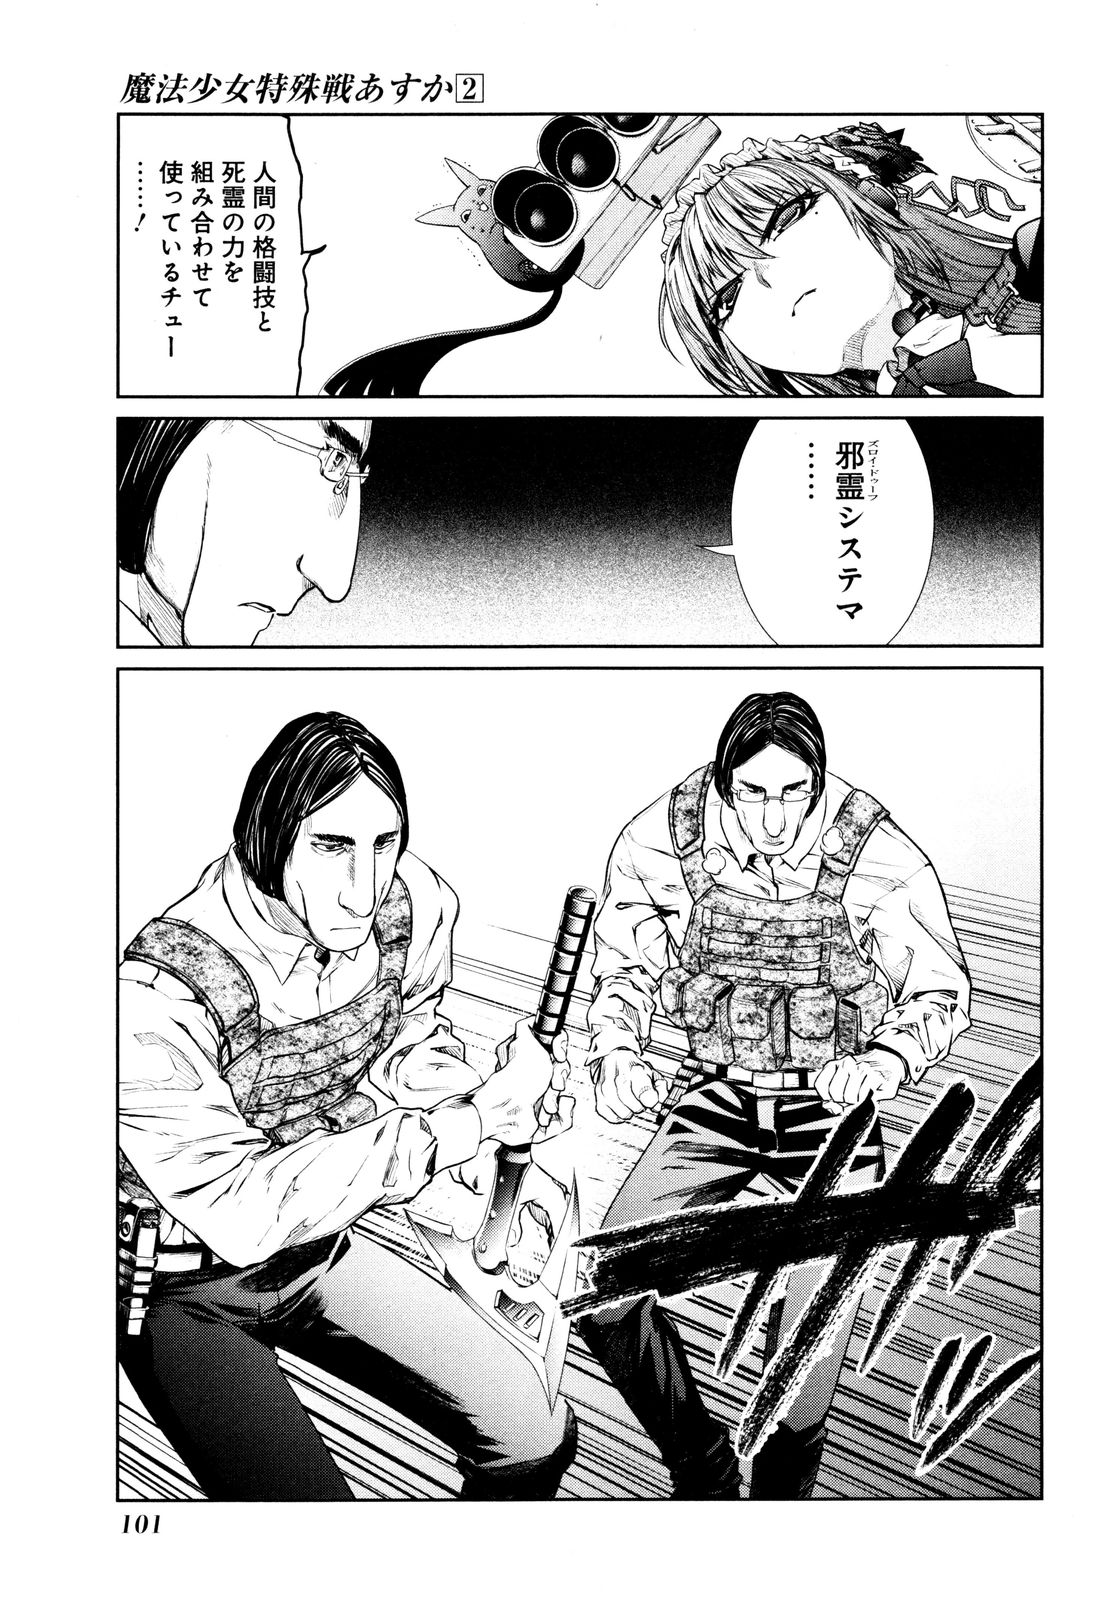 魔法少女特殊戦あすか2
人間の格闘技と
死霊の力を
組み合わせて
使っているチュー
……！
ズロイ・ドゥーフ
邪霊システマ
……
101